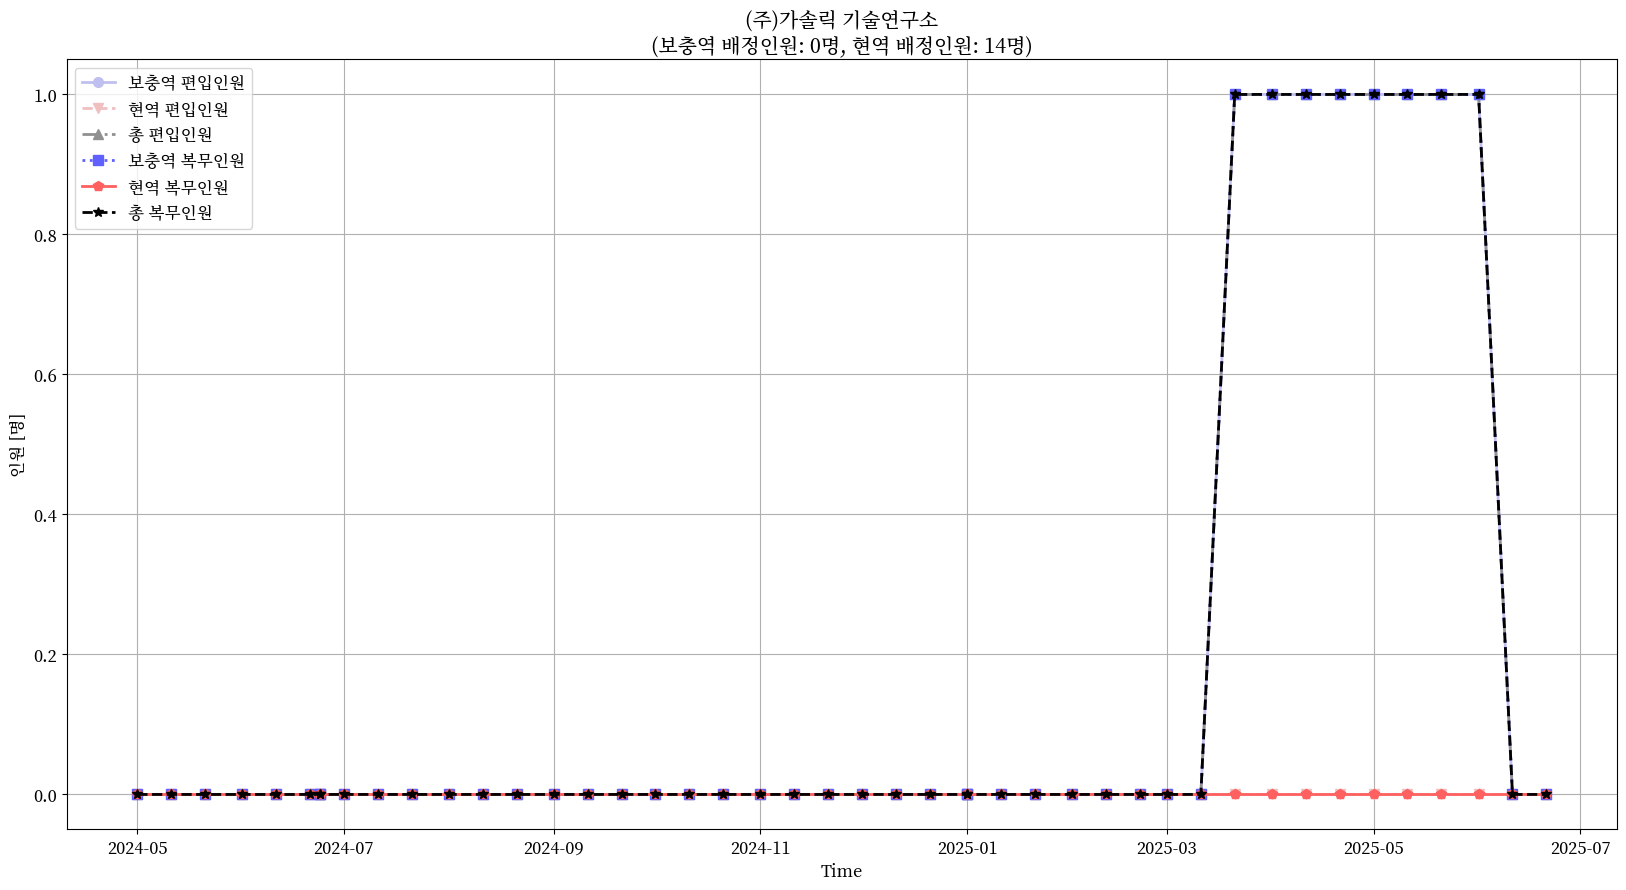 (주)가솔릭 기술연구소
(보충역 배정인원: 0명, 현역 배정인원: 14명)
보충역 편입인원
현역 편입인원
총 편입인원
보충역 복무인원
현역 복무인원
총 복무인원
1.0
0.8
0.6
0.4
0.2
0.0
인원 [명]
2024-05
2024-07
2024-09
2024-11
2025-01
2025-03
2025-05
2025-07
Time